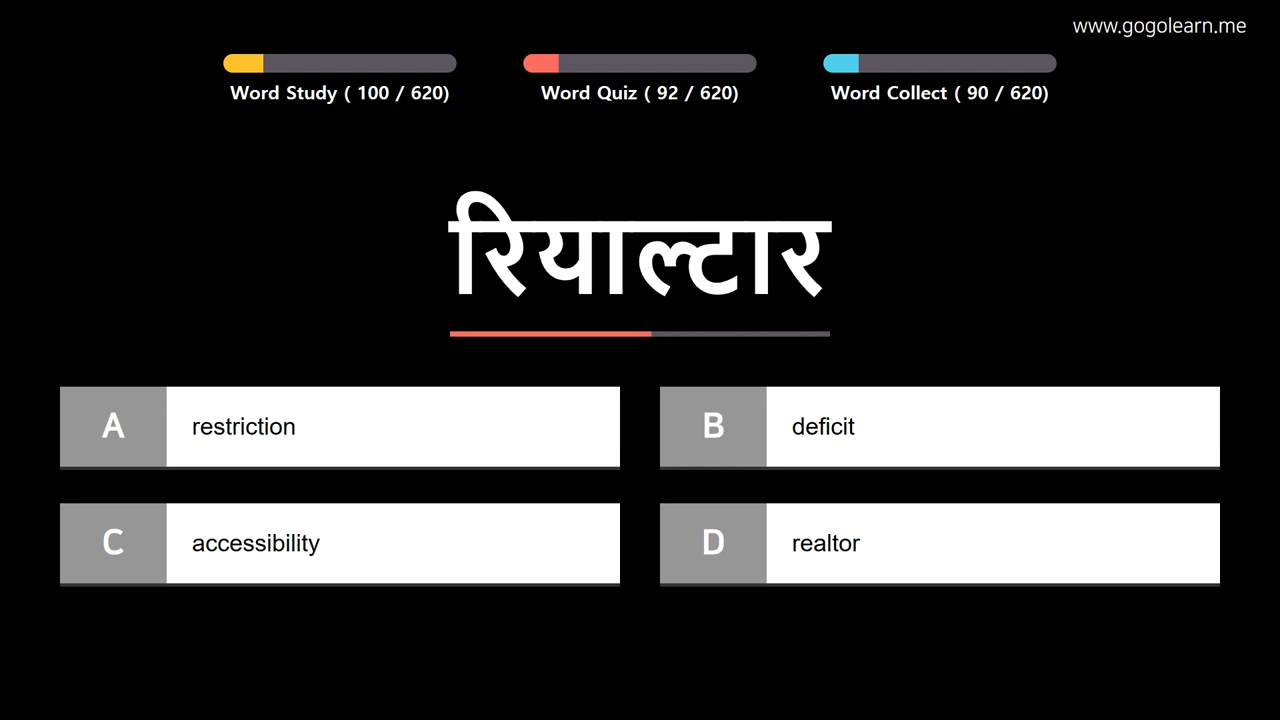 www.gogolearn.me
Word Study ( 100 / 620)
Word Quiz ( 92 / 620)
Word Collect ( 90 / 620)
रियाल्टार
A restriction
B deficit
C accessibility
D realtor